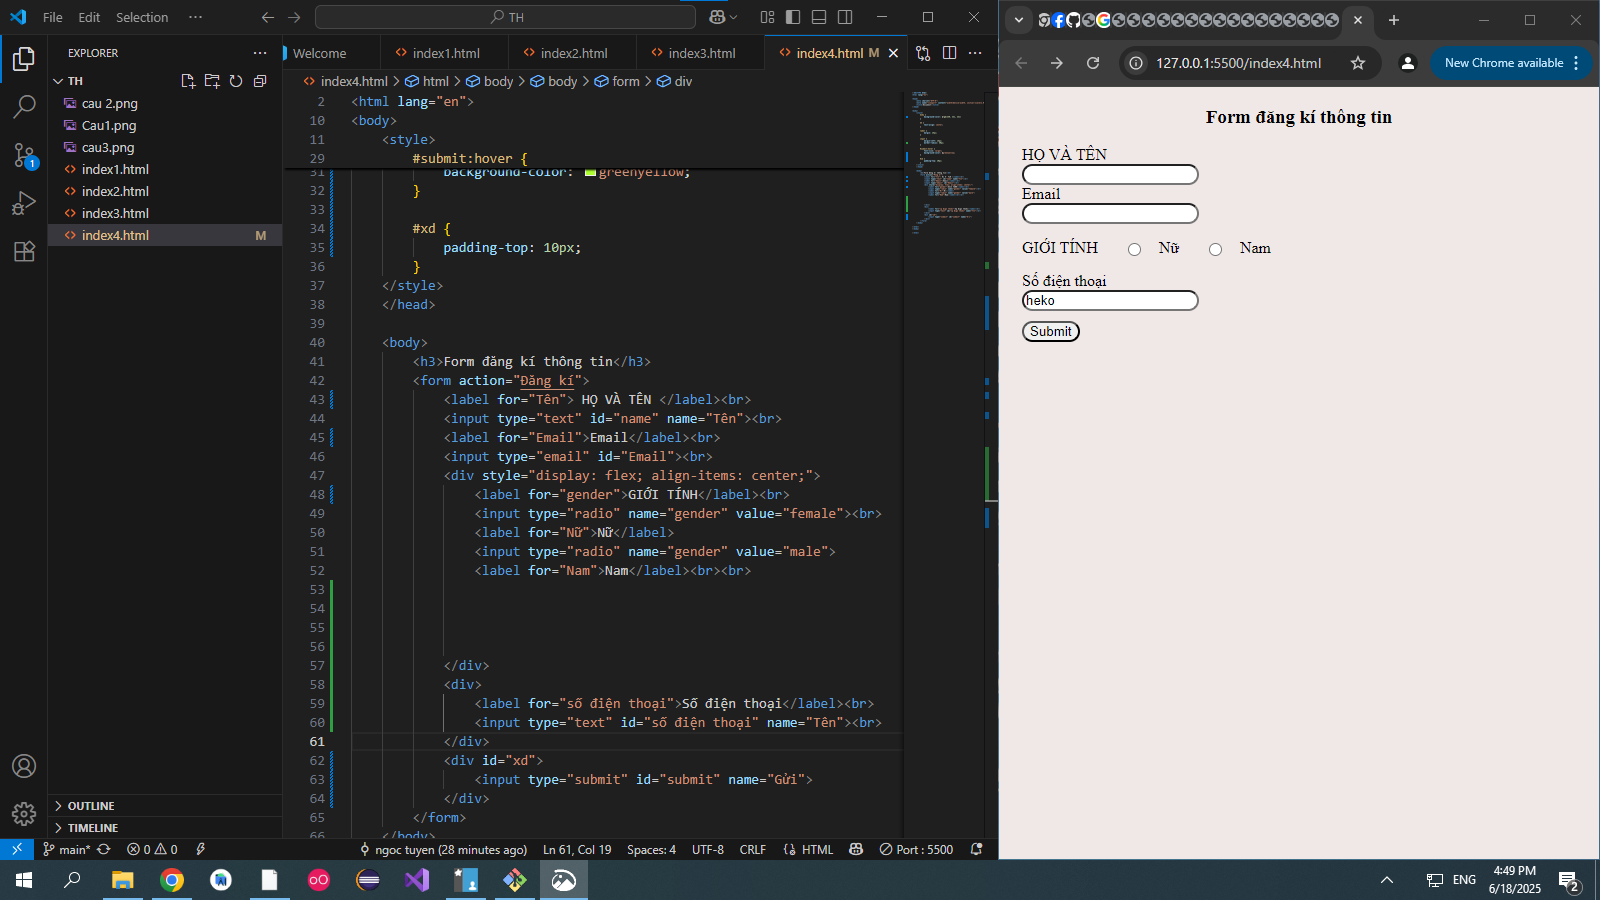 File Edit Selection ··· TH
EXPLORER ···
TH
cau 2.png
Cau1.png
cau3.png
index1.html
index2.html
index3.html
index4.html M
OUTLINE
TIMELINE
Welcome index1.html index2.html index3.html index4.html M
index4.html > html > body > body > form > div
2 <html lang="en">
10 <body>
11 <style>
29 #submit:hover {
31 background-color: greenyellow;
32 }
33
34 #xd {
35 padding-top: 10px;
36 }
37 </style>
38 </head>
39
40 <body>
41 <h3>Form đăng kí thông tin</h3>
42 <form action="Đăng kí">
43 <label for="Tên"> HỌ VÀ TÊN </label><br>
44 <input type="text" id="name" name="Tên"><br>
45 <label for="Email">Email</label><br>
46 <input type="email" id="Email"><br>
47 <div style="display: flex; align-items: center;">
48 <label for="gender">GIỚI TÍNH</label><br>
49 <input type="radio" name="gender" value="female"><br>
50 <label for="Nữ">Nữ</label>
51 <input type="radio" name="gender" value="male">
52 <label for="Nam">Nam</label><br><br>
53
54
55
56
57 </div>
58 <div>
59 <label for="số điện thoại">Số điện thoại</label><br>
60 <input type="text" id="số điện thoại" name="Tên"><br>
61 </div>
62 <div id="xd">
63 <input type="submit" id="submit" name="Gửi">
64 </div>
65 </form>
66 </body>
main* 0 0 ngoc tuyen (28 minutes ago) Ln 61, Col 19 Spaces: 4 UTF-8 CRLF HTML Port : 5500
127.0.0.1:5500/index4.html New Chrome available
Form đăng kí thông tin
HỌ VÀ TÊN
Email
GIỚI TÍNH Nữ Nam
Số điện thoại
heko
Submit
ENG 4:49 PM
6/18/2025 2